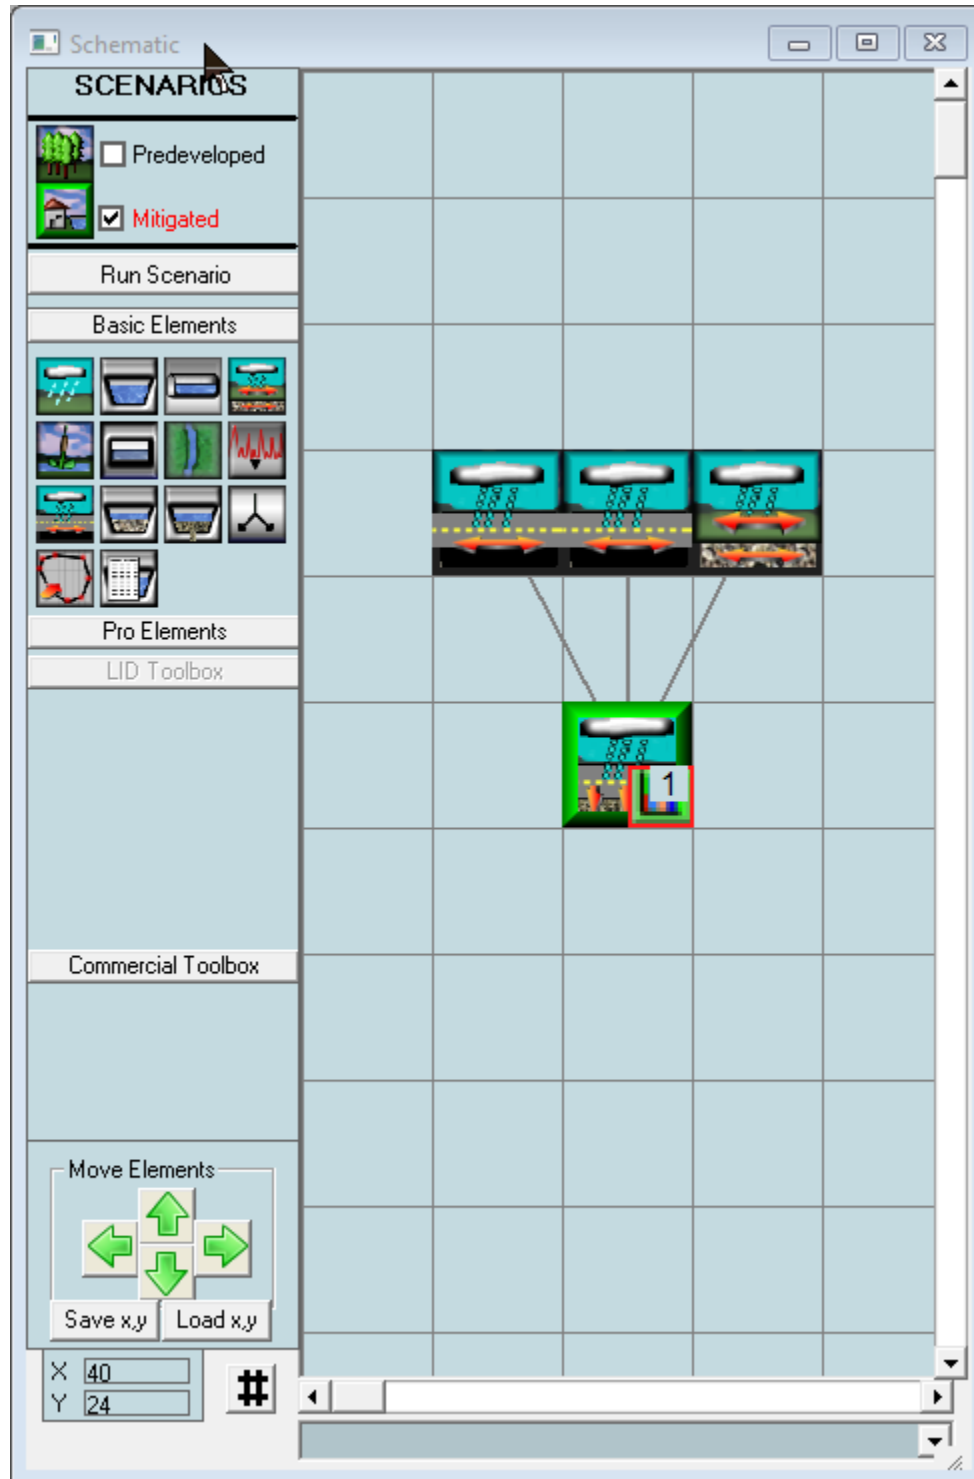 Schematic
SCENARIOS
Predeveloped
Mitigated
Run Scenario
Basic Elements
Pro Elements
LID Toolbox
1
Commercial Toolbox
Move Elements
Save x,y Load x,y
X 40
Y 24
#